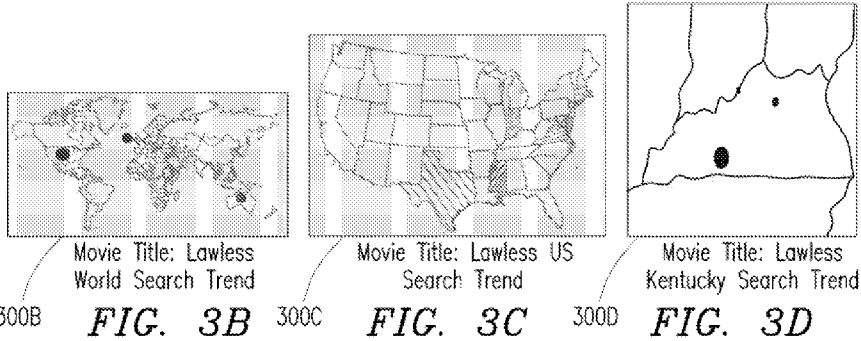 Movie Title: Lawless
World Search Trend
300B
FIG. 3B
Movie Title: Lawless US
Search Trend
300C
FIG. 3C
Movie Title: Lawless
Kentucky Search Trend
300D
FIG. 3D